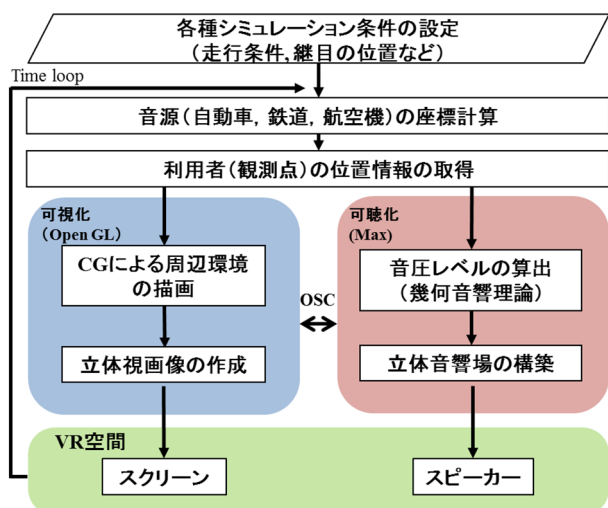 各種シミュレーション条件の設定
(走行条件,継目の位置など)
Time loop
音源(自動車, 鉄道, 航空機)の座標計算
利用者(観測点)の位置情報の取得
可視化
(Open GL)
CGによる周辺環境
の描画
立体視画像の作成
OSC
可聴化
(Max)
音圧レベルの算出
(幾何音響理論)
立体音響場の構築
VR空間
スクリーン
スピーカー